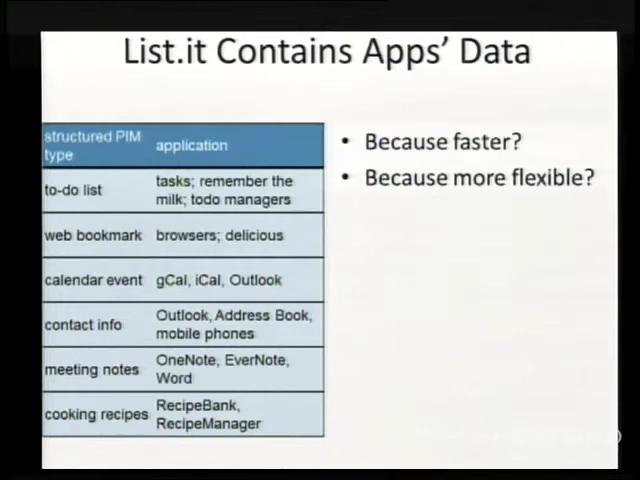 List.it Contains Apps' Data
structured PIM
type
application
to-do list
tasks; remember the
milk; todo managers
web bookmark
browsers; delicious
calendar event
gCal, iCal, Outlook
contact info
Outlook, Address Book,
mobile phones
meeting notes
OneNote, EverNote,
Word
cooking recipes
RecipeBank,
RecipeManager
• Because faster?
• Because more flexible?